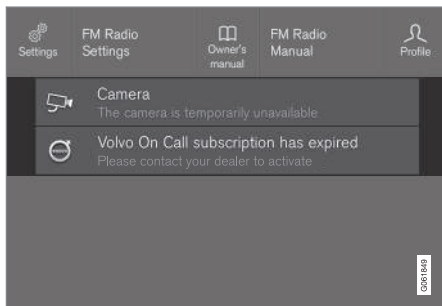 Settings
FM Radio
Settings
Owner's
manual
FM Radio
Manual
Profile
Camera
The camera is temporarily unavailable
Volvo On Call subscription has expired
Please contact your dealer to activate
G061849